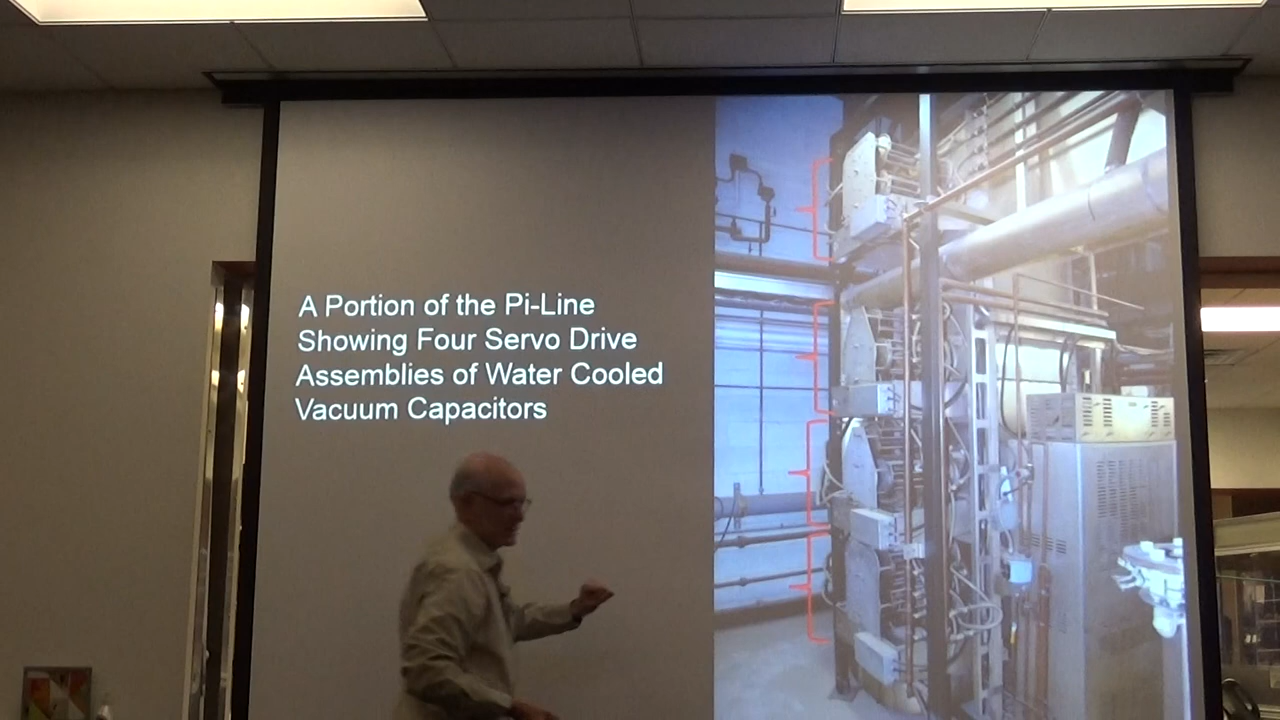 A Portion of the Pi-Line
Showing Four Servo Drive
Assemblies of Water Cooled
Vacuum Capacitors